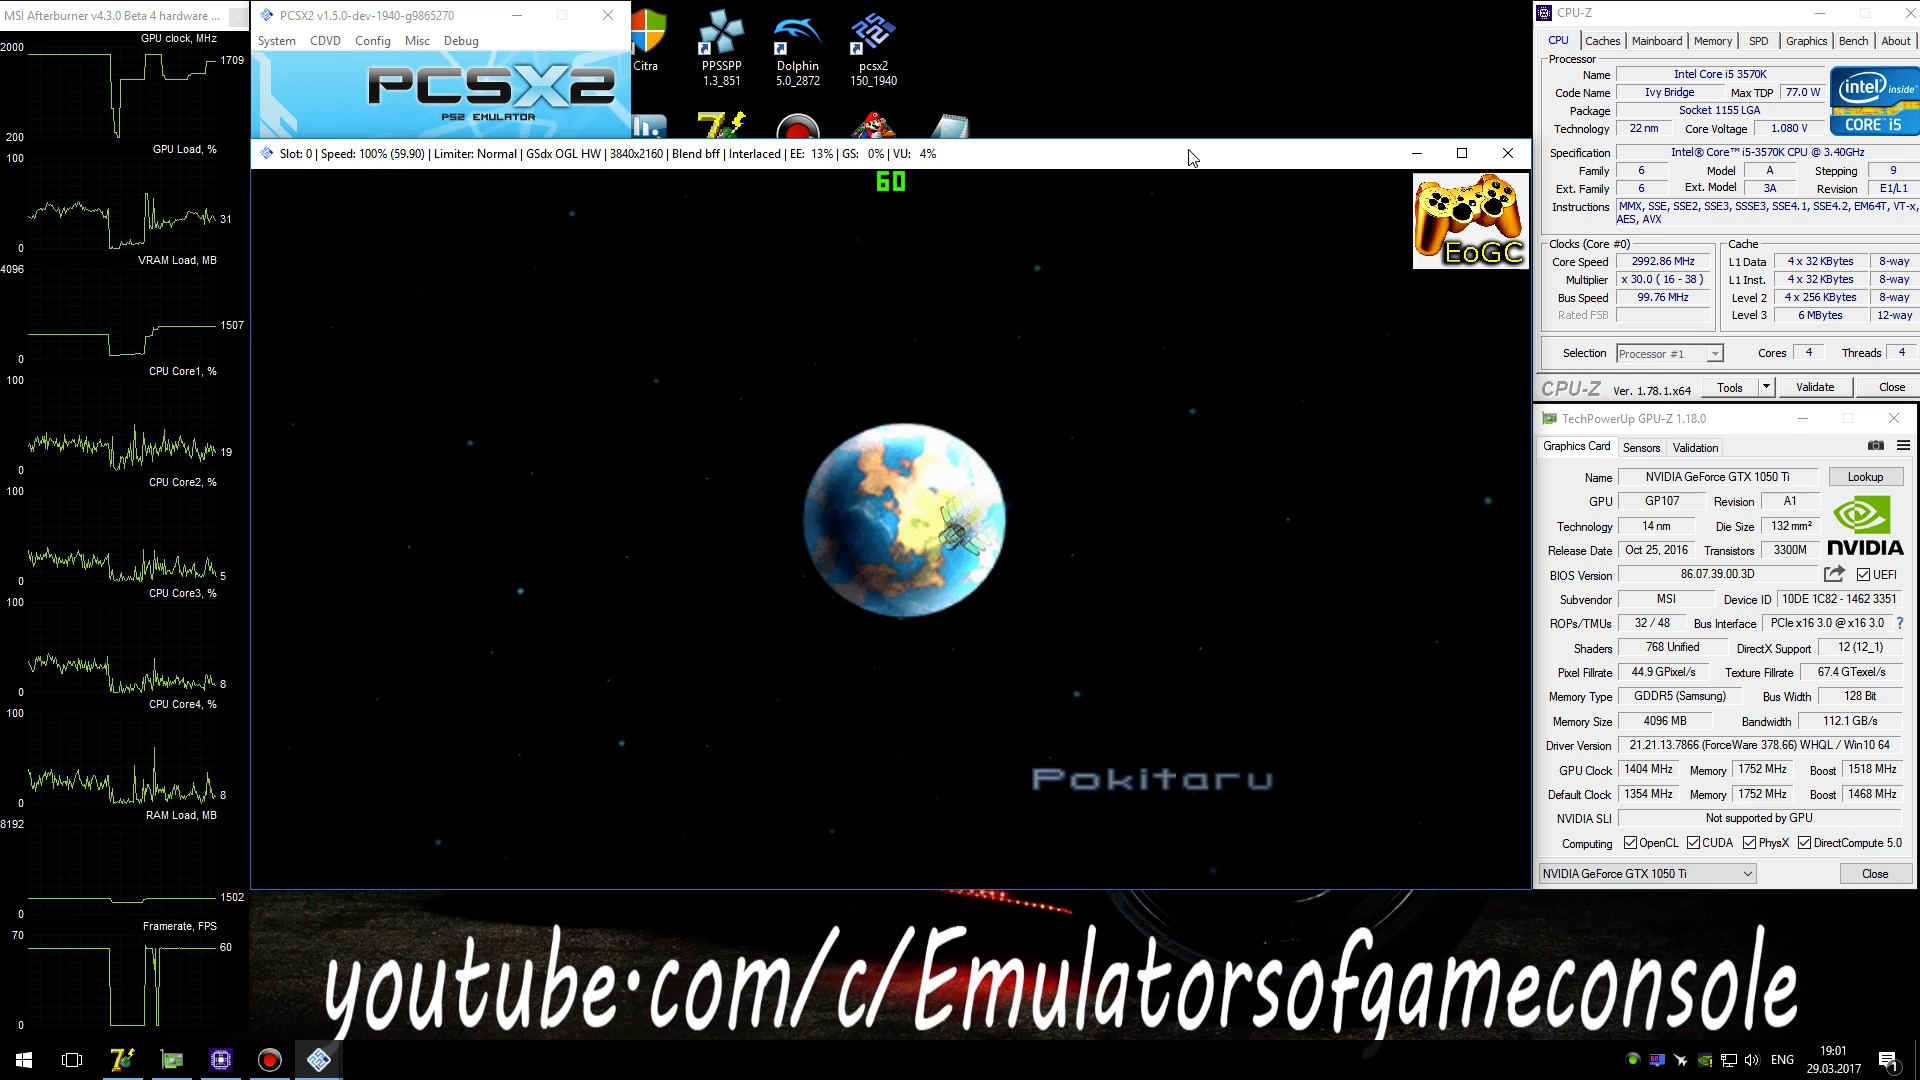 MSI Afterburner v4.3.0 Beta 4 hardware ...
GPU clock, MHz
2000
1709
200
GPU Load, %
100
31
0
VRAM Load, MB
4096
1507
0
CPU Core1, %
100
19
0
CPU Core2, %
100
5
0
CPU Core3, %
100
8
0
CPU Core4, %
100
8
0
RAM Load, MB
8192
1502
0
Framerate, FPS
70
60
0
PCSX2 v1.5.0-dev-1940-g9865270
System CDVD Config Misc Debug
PCSX2
PS2 EMULATOR
Citra
PPSSPP
1.3_851
Dolphin
5.0_2872
pcsx2
150_1940
Slot: 0 | Speed: 100% (59.90) | Limiter: Normal | GSdx OGL HW | 3840x2160 | Blend bff | Interlaced | EE: 13% | GS: 0% | VU: 4%
60
EoGC
Pokitaru
CPU-Z
CPU Caches Mainboard Memory SPD Graphics Bench About
Processor
Name Intel Core i5 3570K
Code Name Ivy Bridge Max TDP 77.0 W
Package Socket 1155 LGA
Technology 22 nm Core Voltage 1.080 V
intel inside
CORE i5
Specification Intel® Core™ i5-3570K CPU @ 3.40GHz
Family 6 Model A Stepping 9
Ext. Family 6 Ext. Model 3A Revision E1/L1
Instructions MMX, SSE, SSE2, SSE3, SSSE3, SSE4.1, SSE4.2, EM64T, VT-x,
AES, AVX
Clocks (Core #0)
Core Speed 2992.86 MHz
Multiplier x 30.0 ( 16 - 38 )
Bus Speed 99.76 MHz
Rated FSB
Cache
L1 Data 4 x 32 KBytes 8-way
L1 Inst. 4 x 32 KBytes 8-way
Level 2 4 x 256 KBytes 8-way
Level 3 6 MBytes 12-way
Selection Processor #1 Cores 4 Threads 4
CPU-Z Ver. 1.78.1.x64 Tools Validate Close
TechPowerUp GPU-Z 1.18.0
Graphics Card Sensors Validation
Name NVIDIA GeForce GTX 1050 Ti Lookup
GPU GP107 Revision A1
Technology 14 nm Die Size 132 mm²
Release Date Oct 25, 2016 Transistors 3300M
NVIDIA
BIOS Version 86.07.39.00.3D UEFI
Subvendor MSI Device ID 10DE 1C82 - 1462 3351
ROPs/TMUs 32 / 48 Bus Interface PCIe x16 3.0 @ x16 3.0 ?
Shaders 768 Unified DirectX Support 12 (12_1)
Pixel Fillrate 44.9 GPixel/s Texture Fillrate 67.4 GTexel/s
Memory Type GDDR5 (Samsung) Bus Width 128 Bit
Memory Size 4096 MB Bandwidth 112.1 GB/s
Driver Version 21.21.13.7866 (ForceWare 378.66) WHQL / Win10 64
GPU Clock 1404 MHz Memory 1752 MHz Boost 1518 MHz
Default Clock 1354 MHz Memory 1752 MHz Boost 1468 MHz
NVIDIA SLI Not supported by GPU
Computing OpenCL CUDA PhysX DirectCompute 5.0
NVIDIA GeForce GTX 1050 Ti Close
youtube.com/c/Emulatorsofgameconsole
ENG
19:01
29.03.2017
1